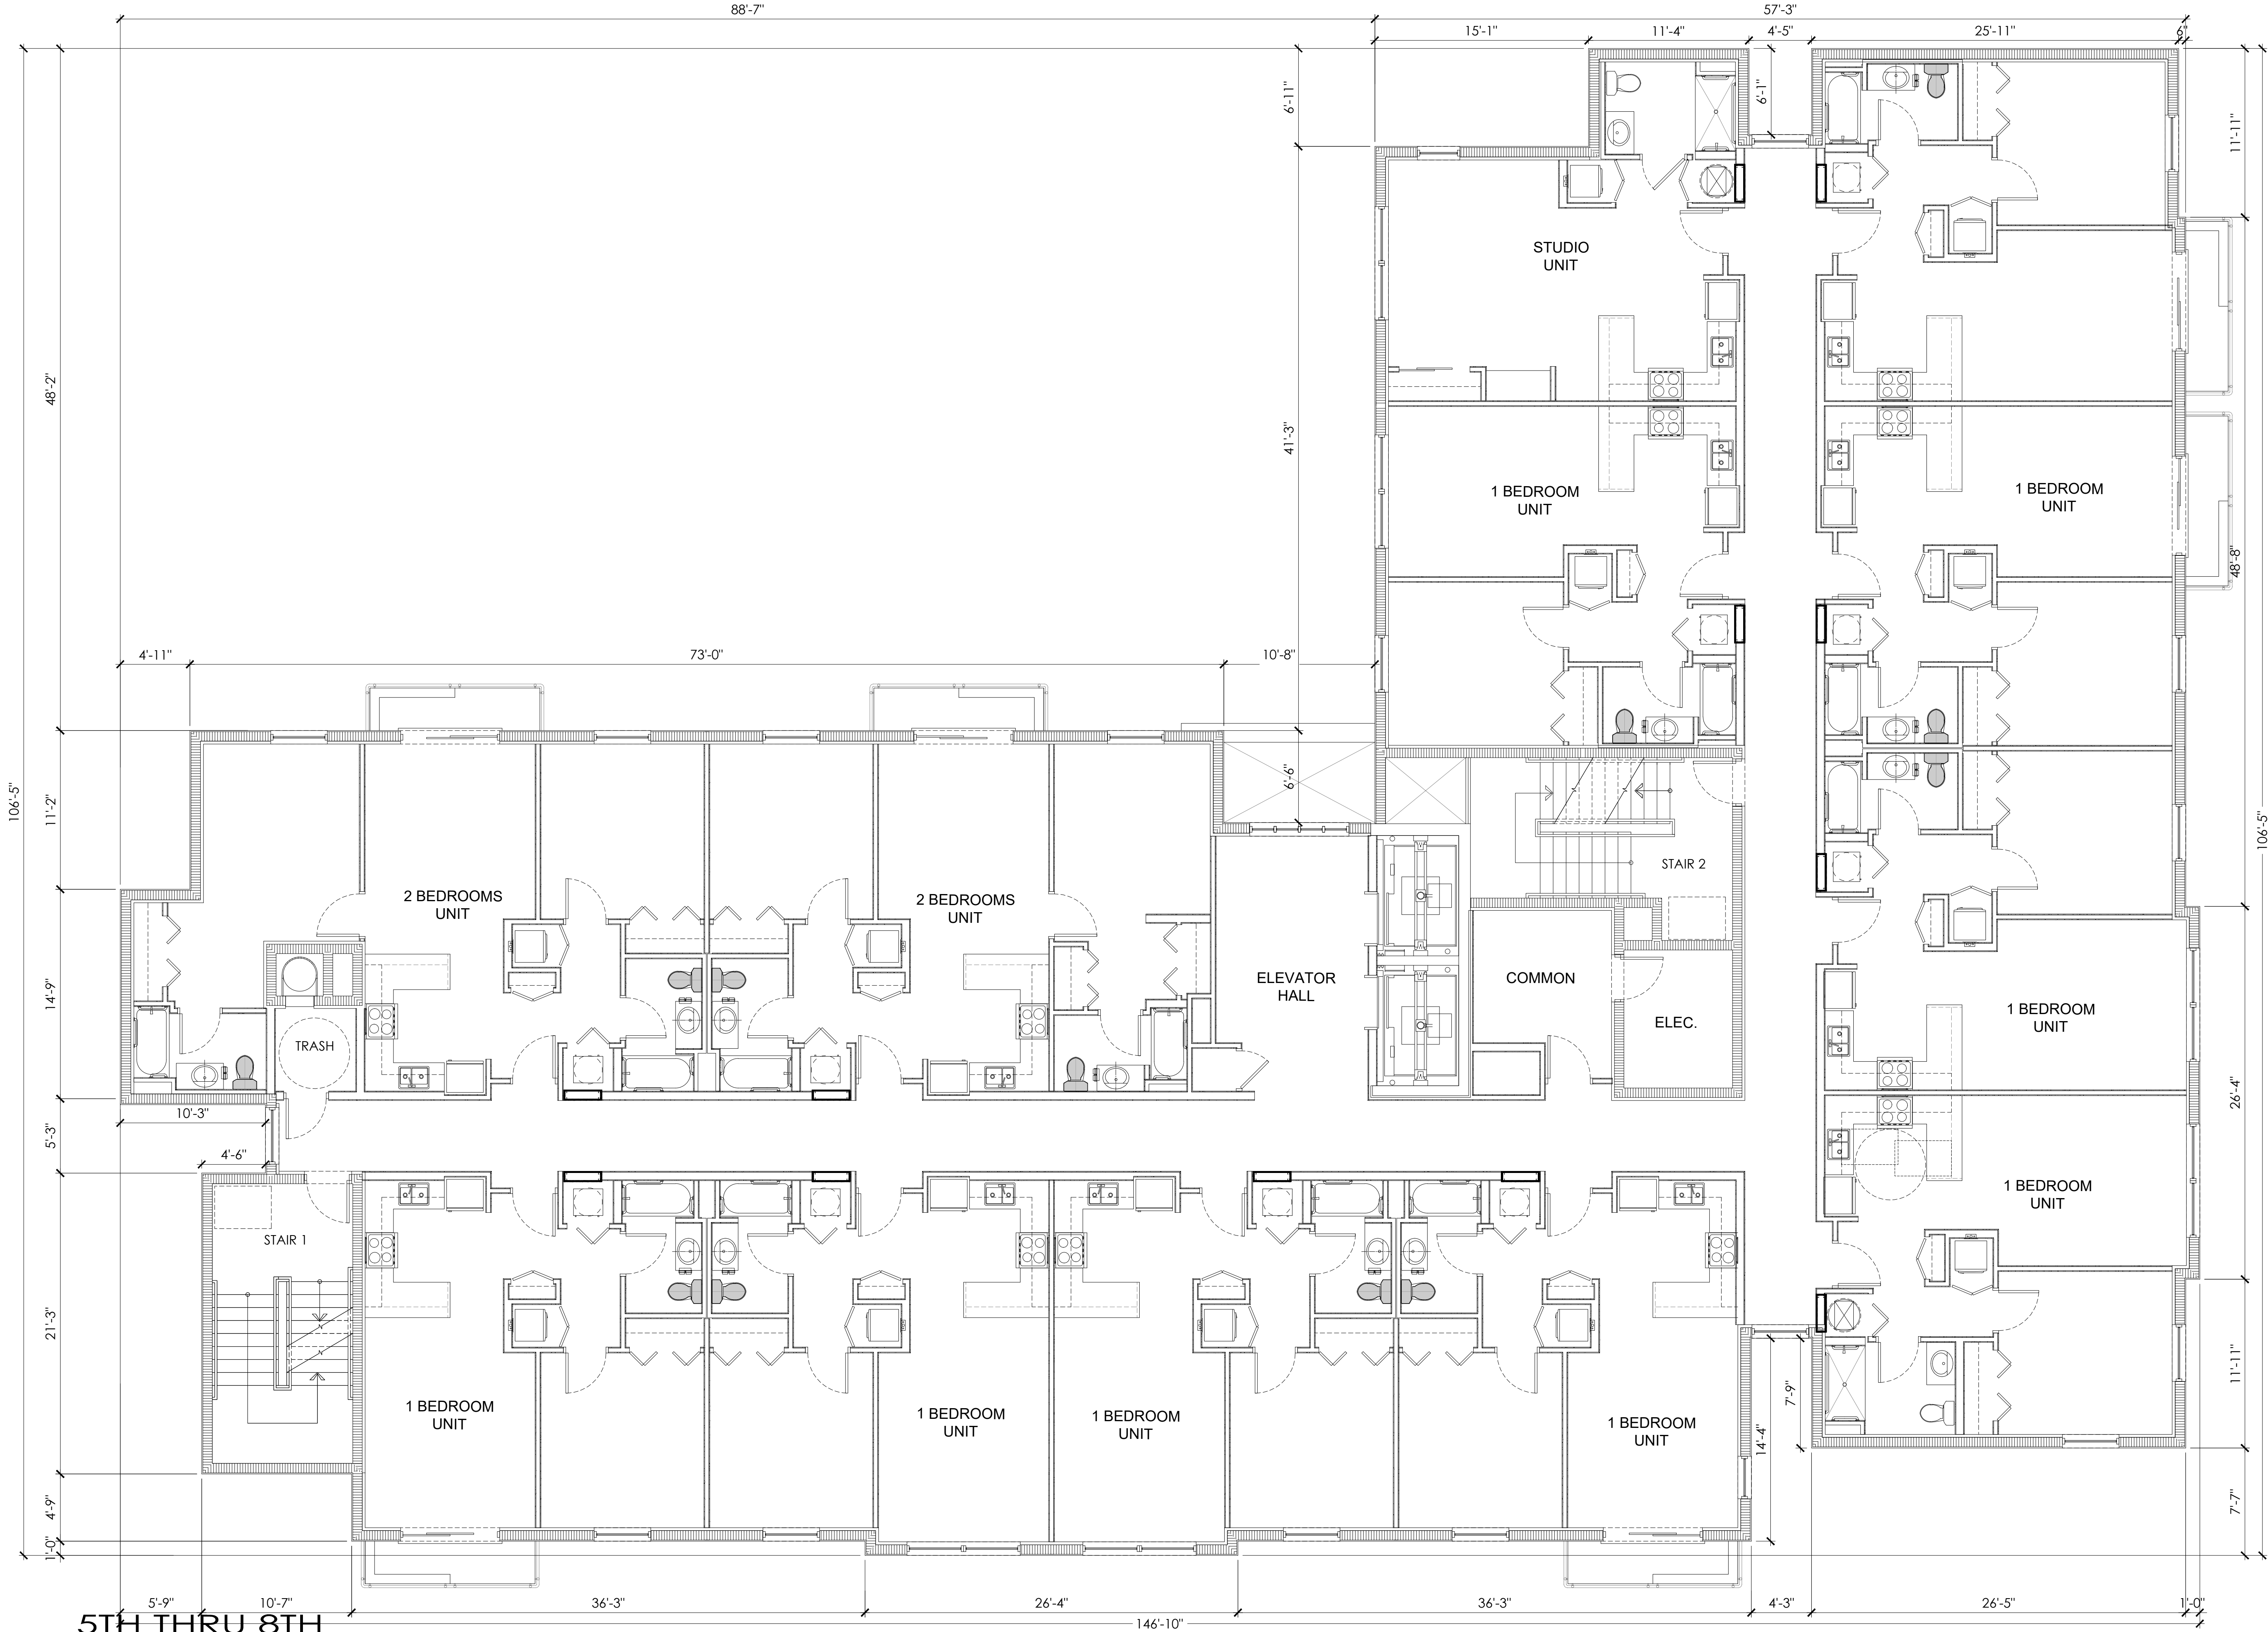 88'-7"
57'-3"
15'-1"
11'-4"
4'-5"
25'-11"
6"
6'-11"
6'-1"
11'-11"
STUDIO
UNIT
48'-2"
41'-3"
1 BEDROOM
UNIT
1 BEDROOM
UNIT
48'-8"
4'-11"
73'-0"
10'-8"
106'-5"
11'-2"
6'-6"
106'-5"
STAIR 2
2 BEDROOMS
UNIT
2 BEDROOMS
UNIT
ELEVATOR
HALL
COMMON
14'-9"
ELEC.
1 BEDROOM
UNIT
TRASH
26'-4"
10'-3"
5'-3"
4'-6"
1 BEDROOM
UNIT
STAIR 1
21'-3"
11'-11"
7'-9"
1 BEDROOM
UNIT
1 BEDROOM
UNIT
1 BEDROOM
UNIT
1 BEDROOM
UNIT
14'-4"
4'-9"
7'-7"
1'-0"
5'-9"
10'-7"
36'-3"
26'-4"
36'-3"
4'-3"
26'-5"
1'-0"
146'-10"
5TH THRU 8TH